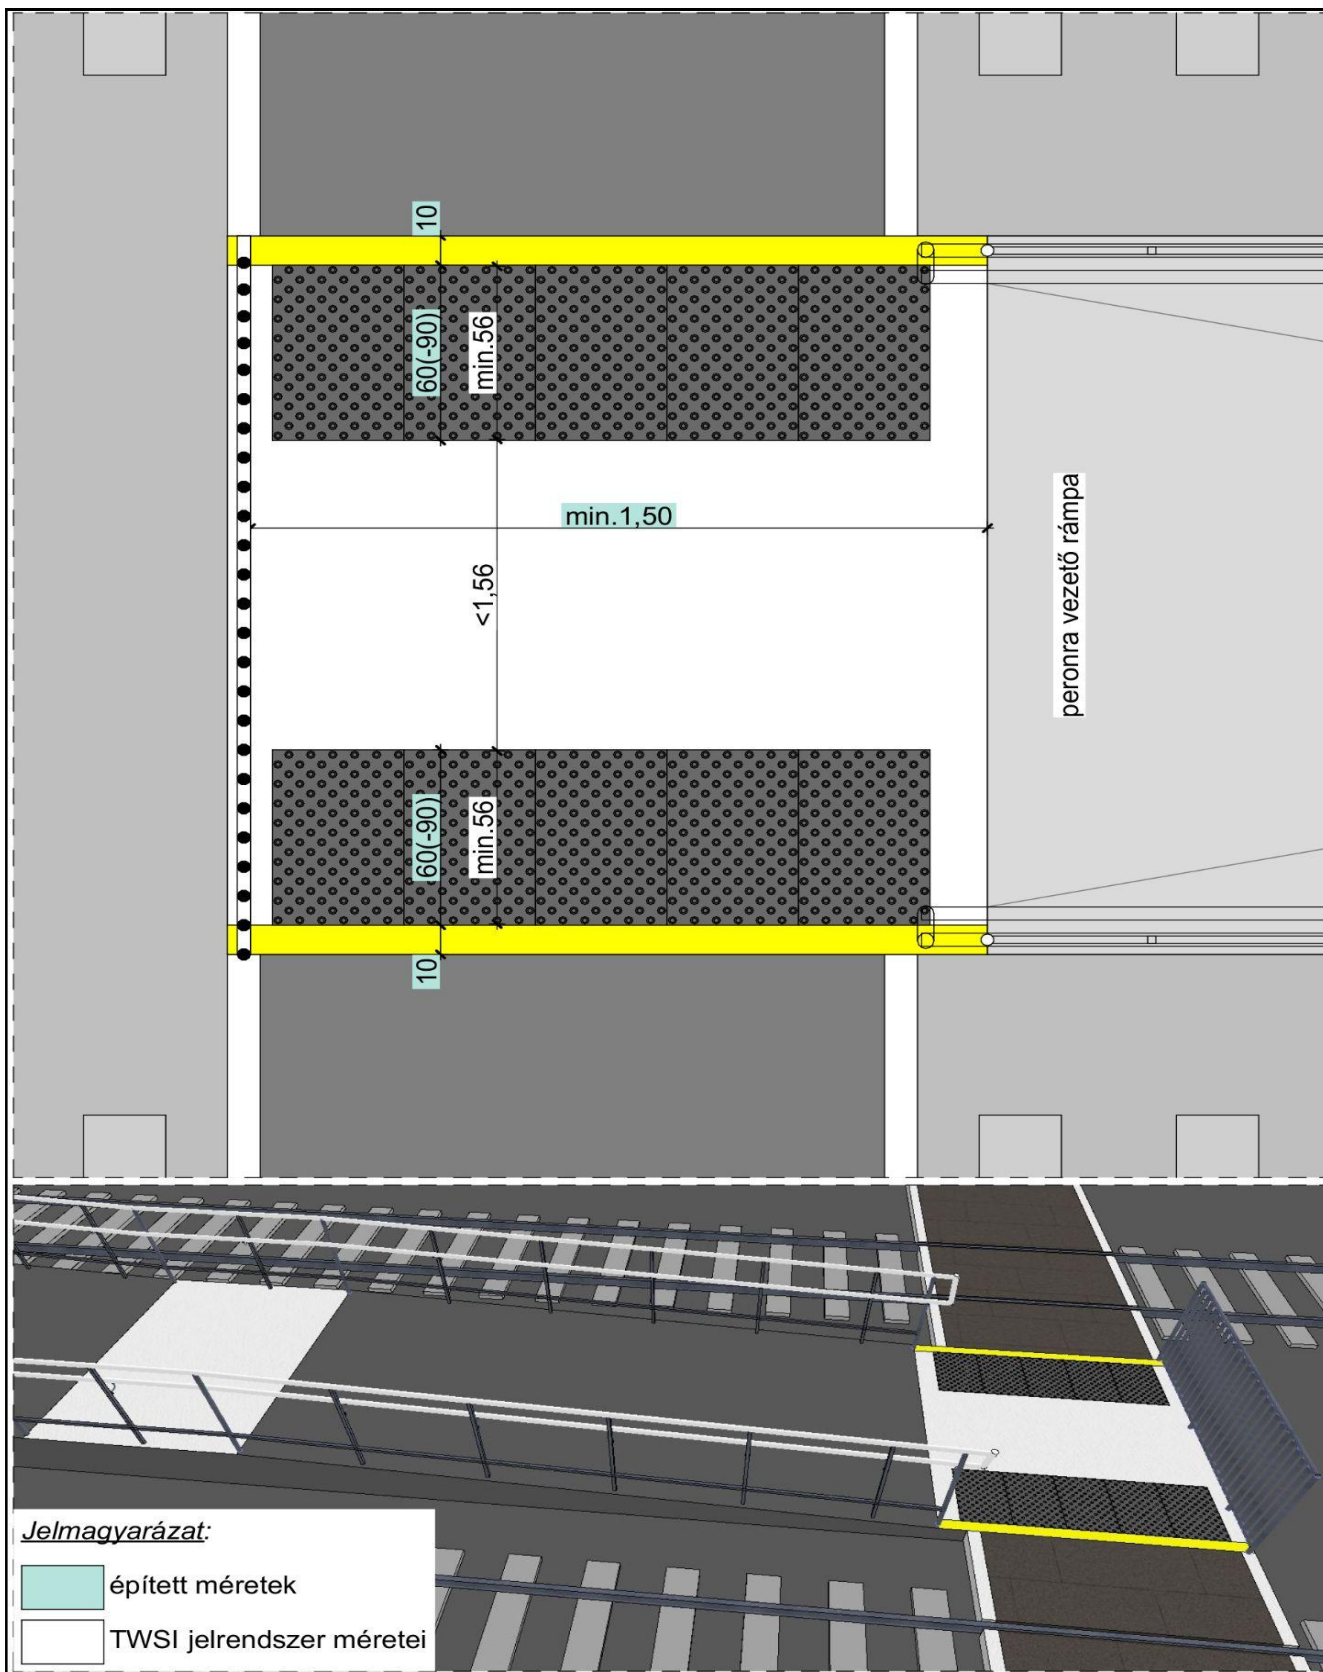 10
60(-90)
min.56
min.1,50
<1,56
peronra vezető rámpa
60(-90)
min.56
10
Jelmagyarázat:
épített méretek
TWSI jelrendszer méretei